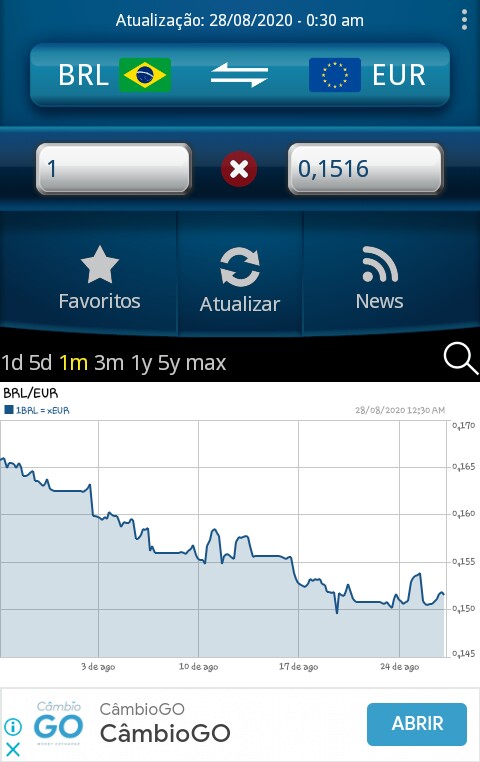 Atualização: 28/08/2020 - 0:30 am
BRL EUR
1 0,1516
Favoritos Atualizar News
1d 5d 1m 3m 1y 5y max
BRL/EUR
1BRL = xEUR 28/08/2020 12:30 AM
0,170
0,165
0,160
0,155
0,150
0,145
3 de ago 10 de ago 17 de ago 24 de ago
Câmbio
GO
MONEY EXCHANGE
CâmbioGO
CâmbioGO
ABRIR